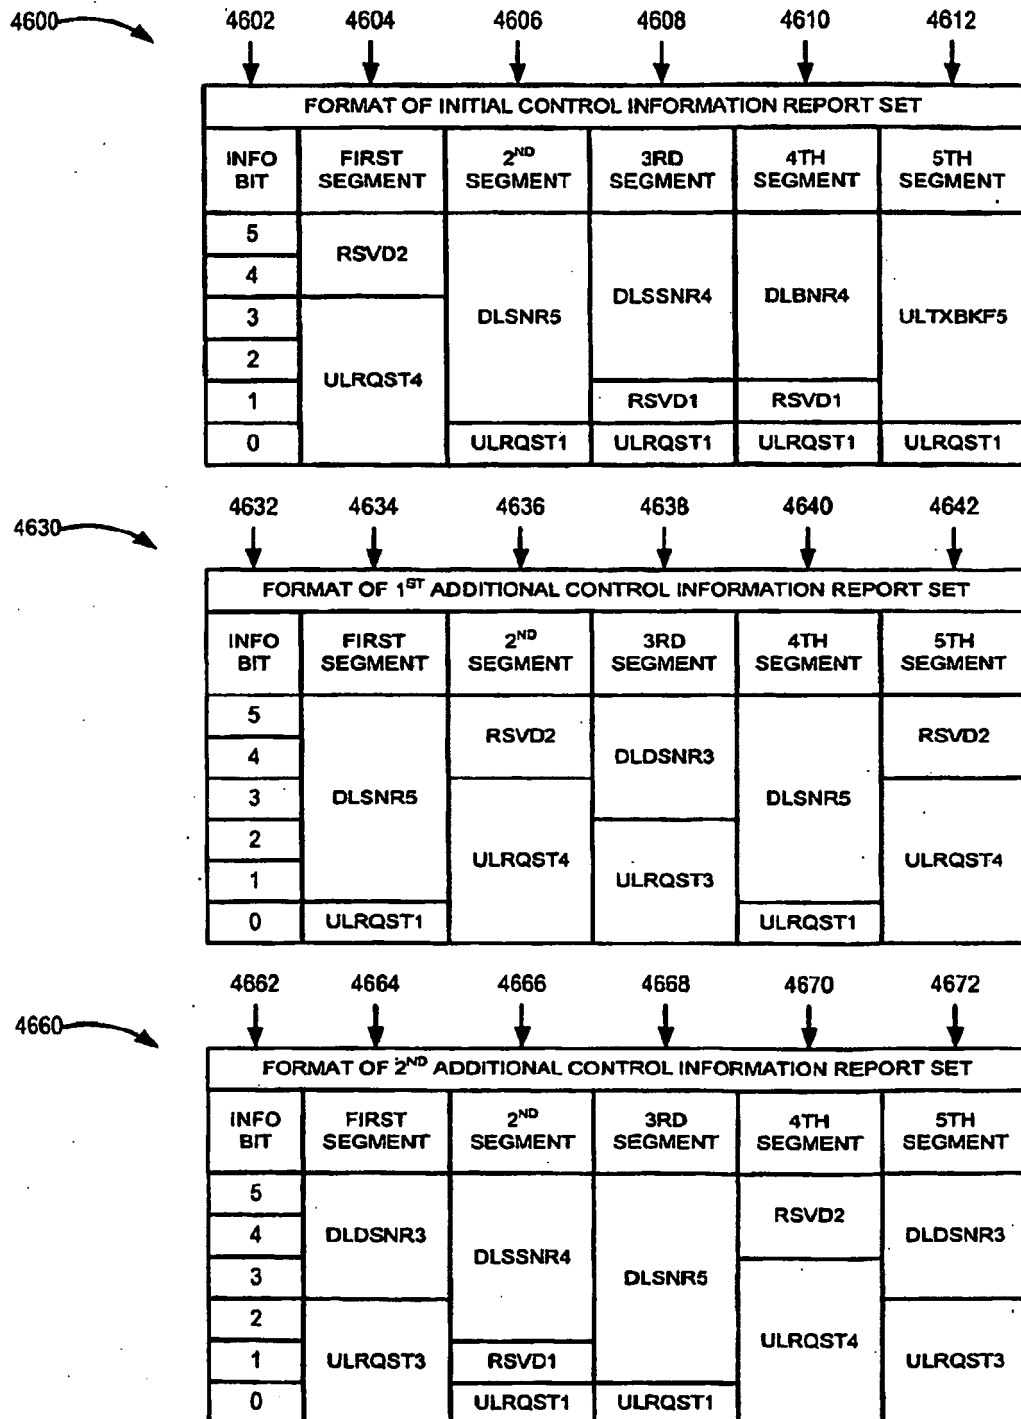 4600 4602 4604 4606 4608 4610 4612
FORMAT OF INITIAL CONTROL INFORMATION REPORT SET
INFO BIT FIRST SEGMENT 2ND SEGMENT 3RD SEGMENT 4TH SEGMENT 5TH SEGMENT
5 RSVD2 DLSNR5 DLSSNR4 DLBNR4 ULTXBKF5
4
3 ULRQST4
2
1 RSVD1 RSVD1
0 ULRQST1 ULRQST1 ULRQST1 ULRQST1
4630 4632 4634 4636 4638 4640 4642
FORMAT OF 1ST ADDITIONAL CONTROL INFORMATION REPORT SET
INFO BIT FIRST SEGMENT 2ND SEGMENT 3RD SEGMENT 4TH SEGMENT 5TH SEGMENT
5 DLSNR5 RSVD2 DLDSNR3 DLSNR5 RSVD2
4
3 ULRQST4 ULRQST4
2 ULRQST3
1
0 ULRQST1 ULRQST1
4660 4662 4664 4666 4668 4670 4672
FORMAT OF 2ND ADDITIONAL CONTROL INFORMATION REPORT SET
INFO BIT FIRST SEGMENT 2ND SEGMENT 3RD SEGMENT 4TH SEGMENT 5TH SEGMENT
5 DLDSNR3 DLSSNR4 DLSNR5 RSVD2 DLDSNR3
4
3 ULRQST4
2 ULRQST3 ULRQST3
1 RSVD1
0 ULRQST1 ULRQST1